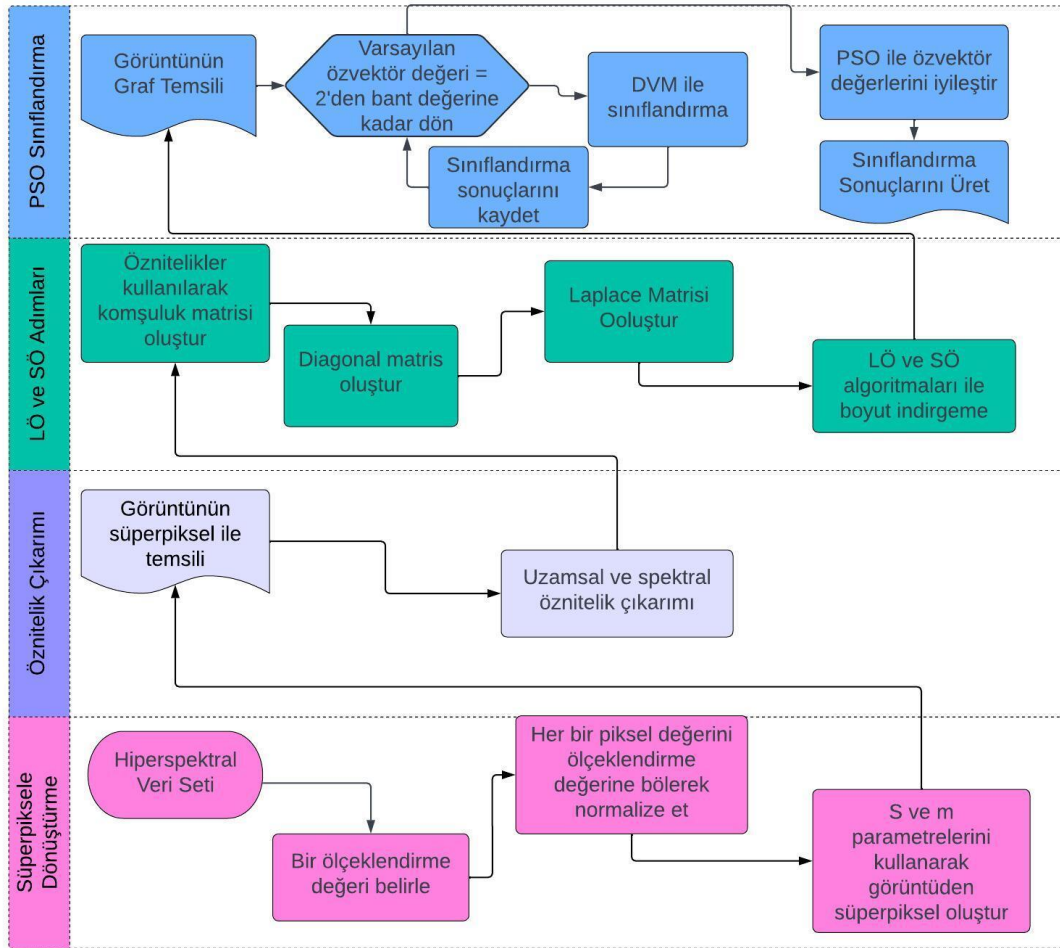 PSO Sınıflandırma
Görüntünün
Graf Temsili
Varsayılan
özvektör değeri =
2'den bant değerine
kadar dön
DVM ile
sınıflandırma
Sınıflandırma
sonuçlarını
kaydet
PSO ile özvektör
değerlerini iyileştir
Sınıflandırma
Sonuçlarını Üret
LÖ ve SÖ Adımları
Öznitelikler
kullanılarak
komşuluk matrisi
oluştur
Diagonal matris
oluştur
Laplace Matrisi
Ooluştur
LÖ ve SÖ
algoritmaları ile
boyut indirgeme
Öznitelik Çıkarımı
Görüntünün
süperpiksel ile
temsili
Uzamsal ve spektral
öznitelik çıkarımı
Süperpiksele
Dönüştürme
Hiperspektral
Veri Seti
Bir ölçeklendirme
değeri belirle
Her bir piksel değerini
ölçeklendirme
değerine bölerek
normalize et
S ve m
parametrelerini
kullanarak
görüntüden
süperpiksel oluştur